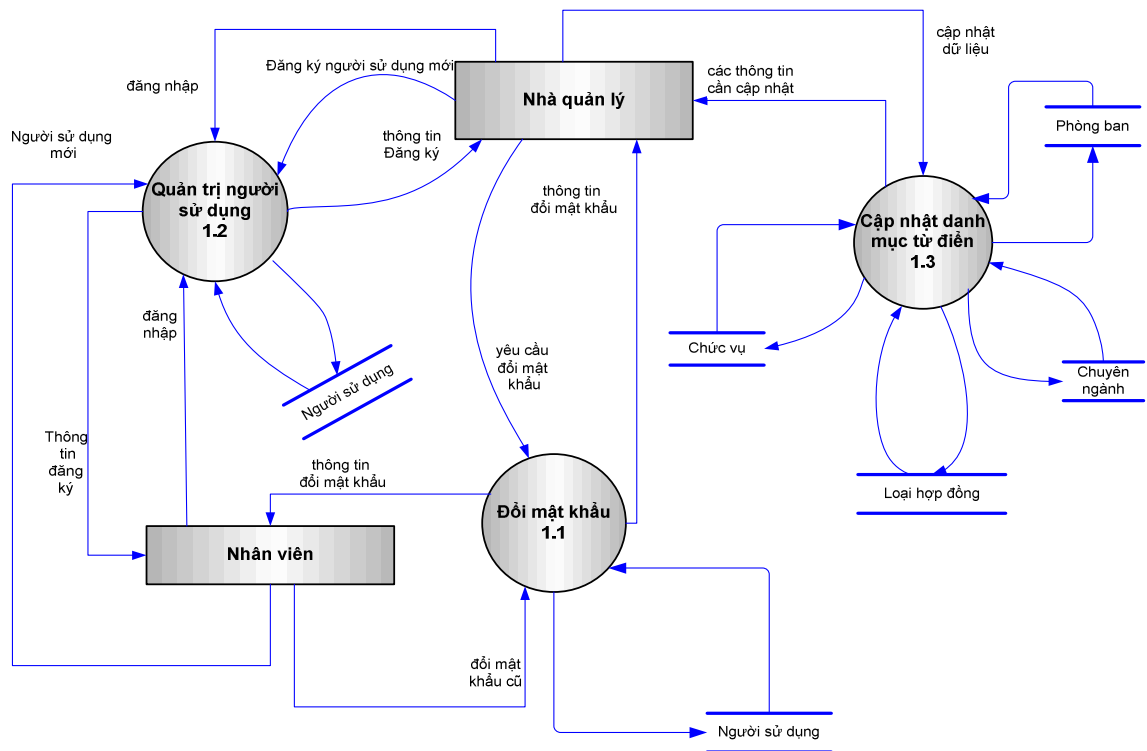 cập nhật
dữ liệu
Đăng ký người sử dụng mới
đăng nhập
Nhà quản lý
các thông tin
cần cập nhật
Phòng ban
Người sử dụng
mới
thông tin
Đăng ký
Quản trị người
sử dụng
1.2
thông tin
đổi mật khẩu
Cập nhật danh
mục từ điển
1.3
đăng
nhập
yêu cầu
đổi mật
khẩu
Chức vụ
Chuyên
ngành
Người sử dụng
Thông
tin
đăng
ký
thông tin
đổi mật khẩu
Loại hợp đồng
Đổi mật khẩu
1.1
Nhân viên
đổi mật
khẩu cũ
Người sử dụng